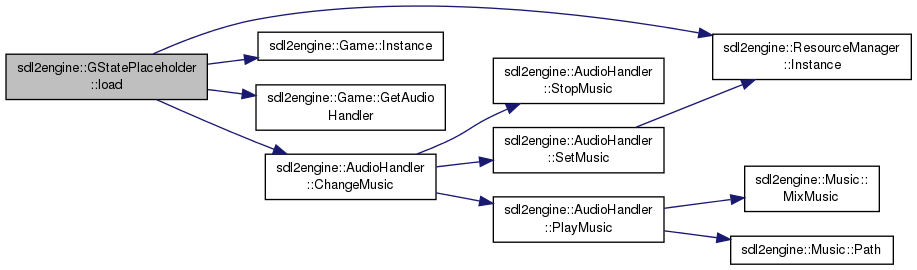 sdl2engine::GStatePlaceholder
::load
sdl2engine::Game::Instance
sdl2engine::Game::GetAudio
Handler
sdl2engine::AudioHandler
::ChangeMusic
sdl2engine::AudioHandler
::StopMusic
sdl2engine::AudioHandler
::SetMusic
sdl2engine::AudioHandler
::PlayMusic
sdl2engine::ResourceManager
::Instance
sdl2engine::Music::
MixMusic
sdl2engine::Music::Path